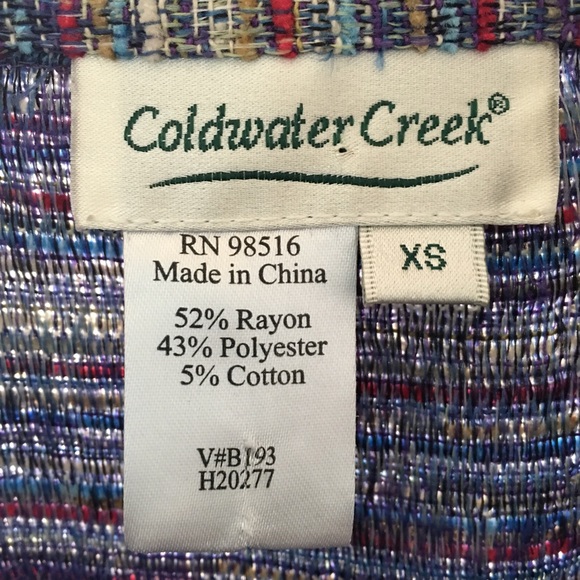 Coldwater Creek®
XS
RN 98516
Made in China
52% Rayon
43% Polyester
5% Cotton
V#B193
H20277